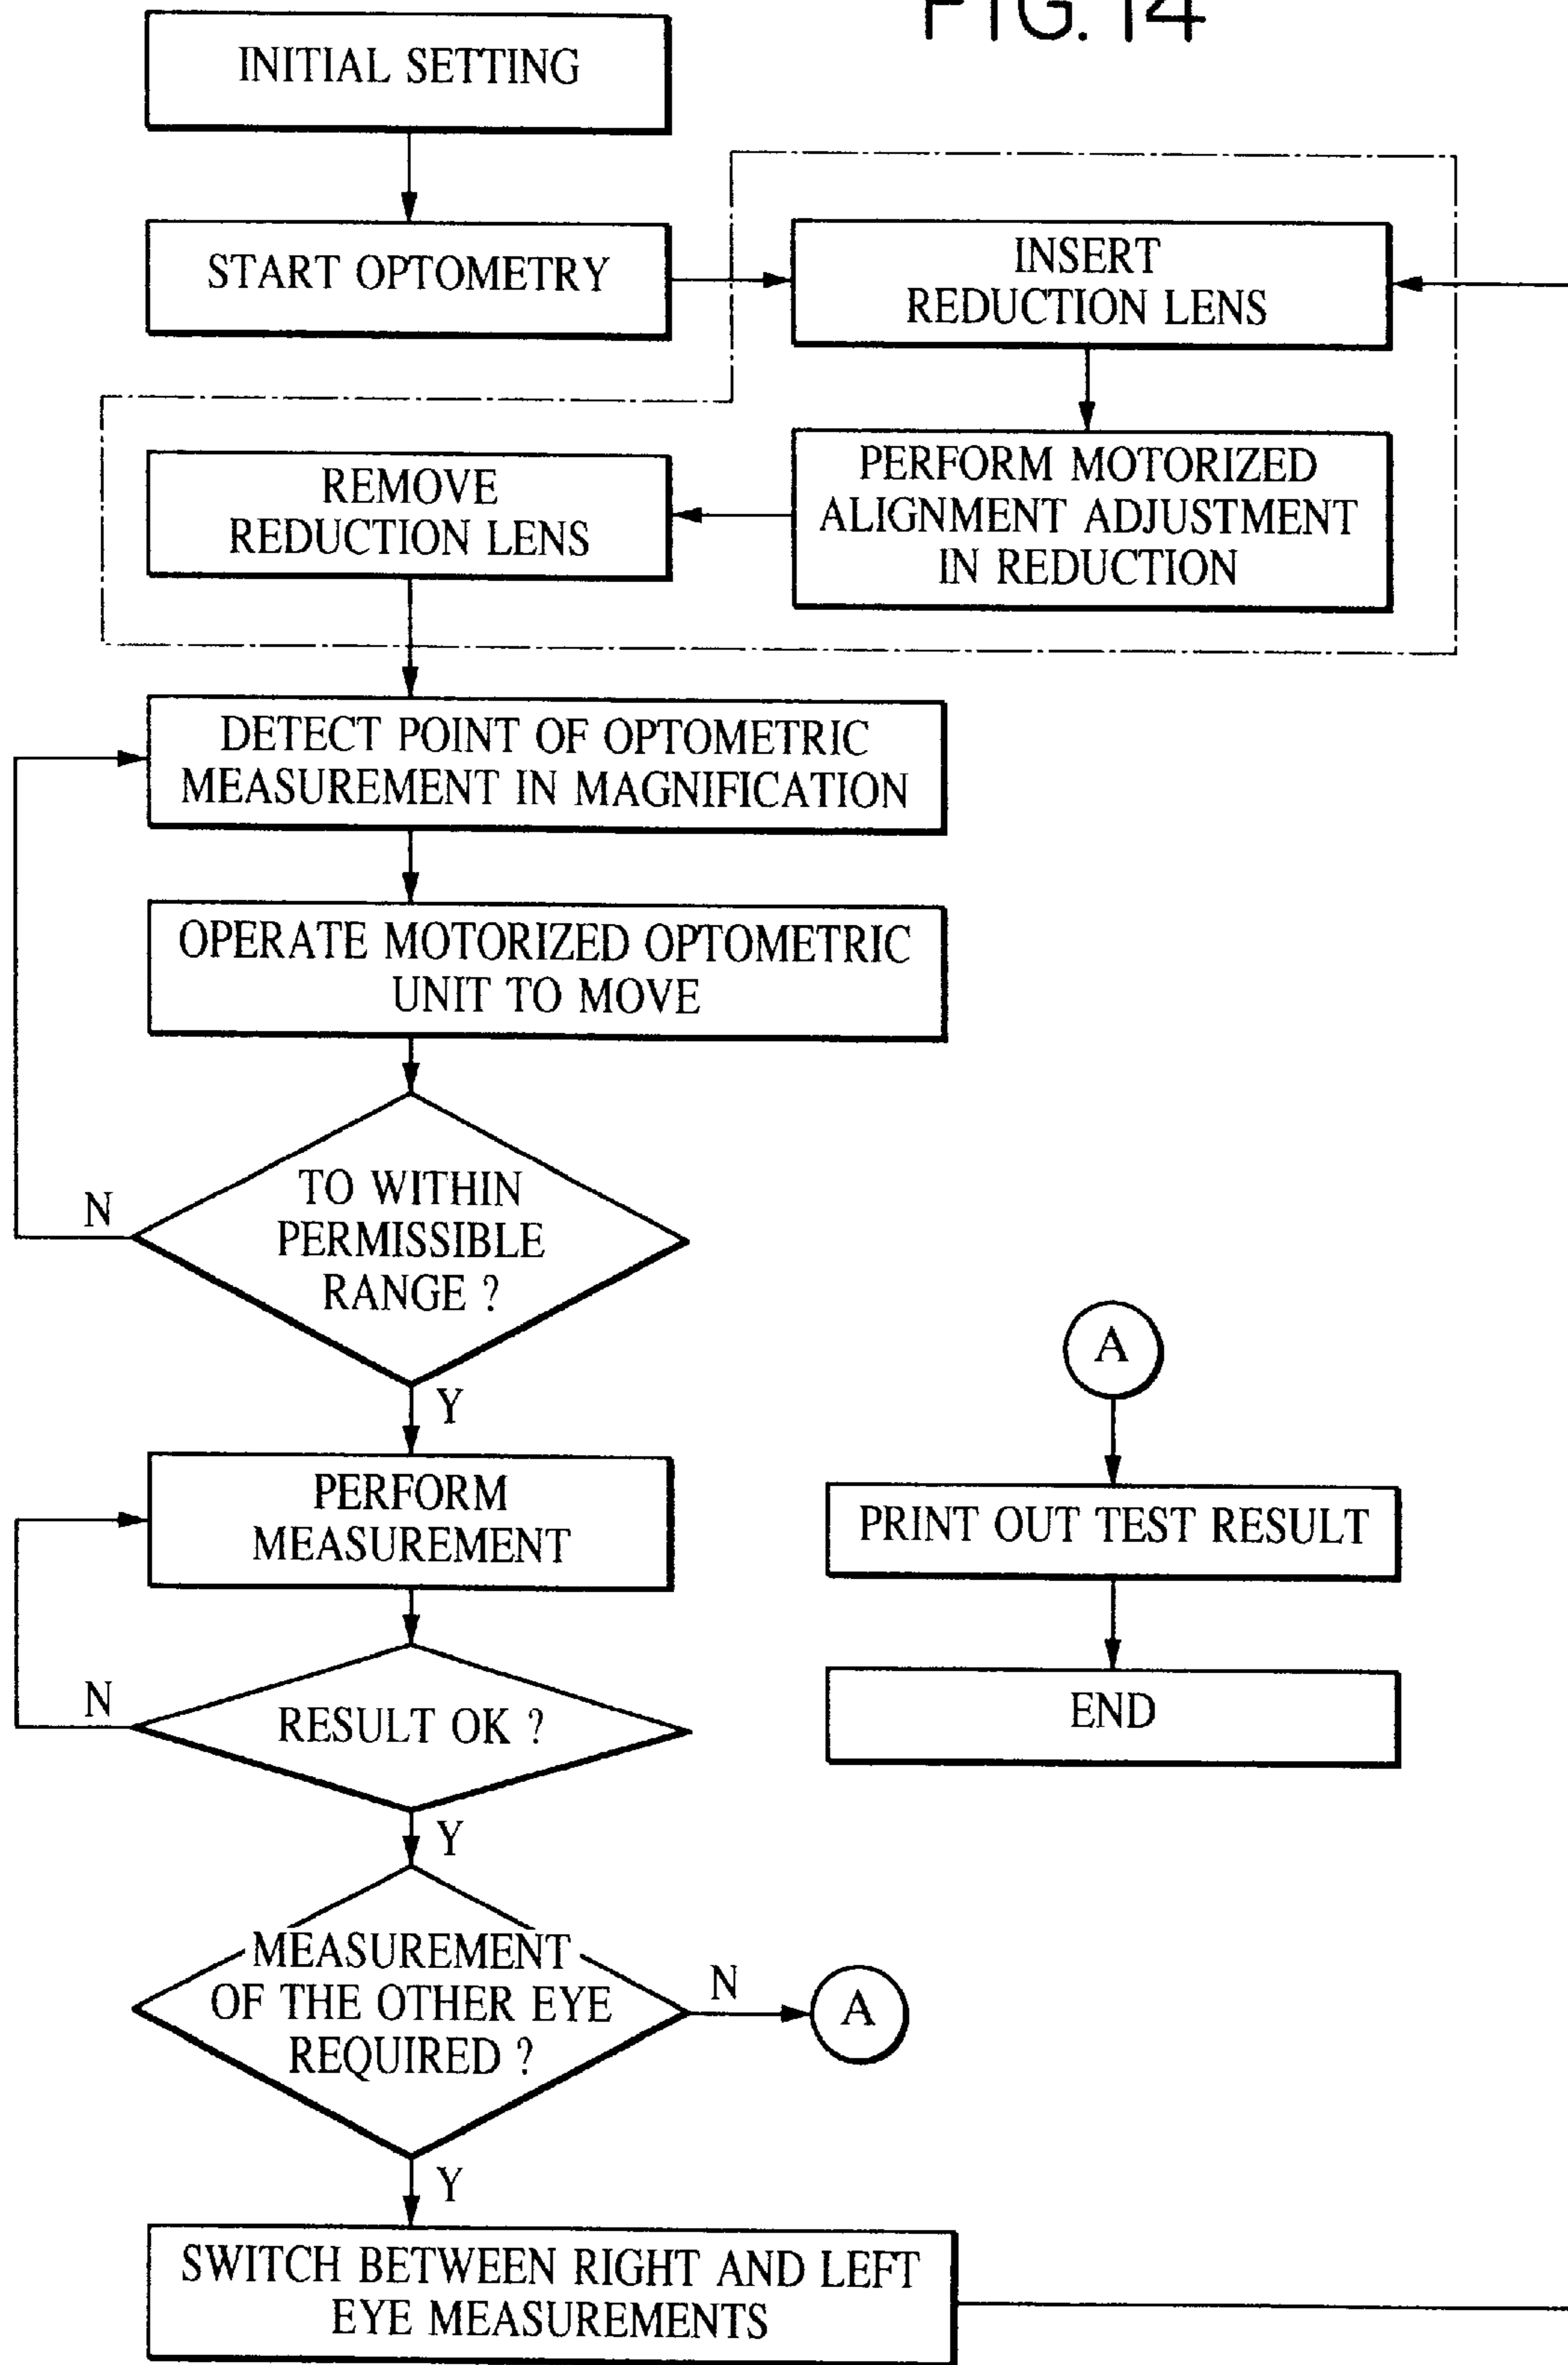 FIG. 14
INITIAL SETTING
START OPTOMETRY
INSERT
REDUCTION LENS
PERFORM MOTORIZED
ALIGNMENT ADJUSTMENT
IN REDUCTION
REMOVE
REDUCTION LENS
DETECT POINT OF OPTOMETRIC
MEASUREMENT IN MAGNIFICATION
OPERATE MOTORIZED OPTOMETRIC
UNIT TO MOVE
TO WITHIN
PERMISSIBLE
RANGE ?
N
Y
PERFORM
MEASUREMENT
RESULT OK ?
N
Y
MEASUREMENT
OF THE OTHER EYE
REQUIRED ?
N
A
Y
SWITCH BETWEEN RIGHT AND LEFT
EYE MEASUREMENTS
A
PRINT OUT TEST RESULT
END